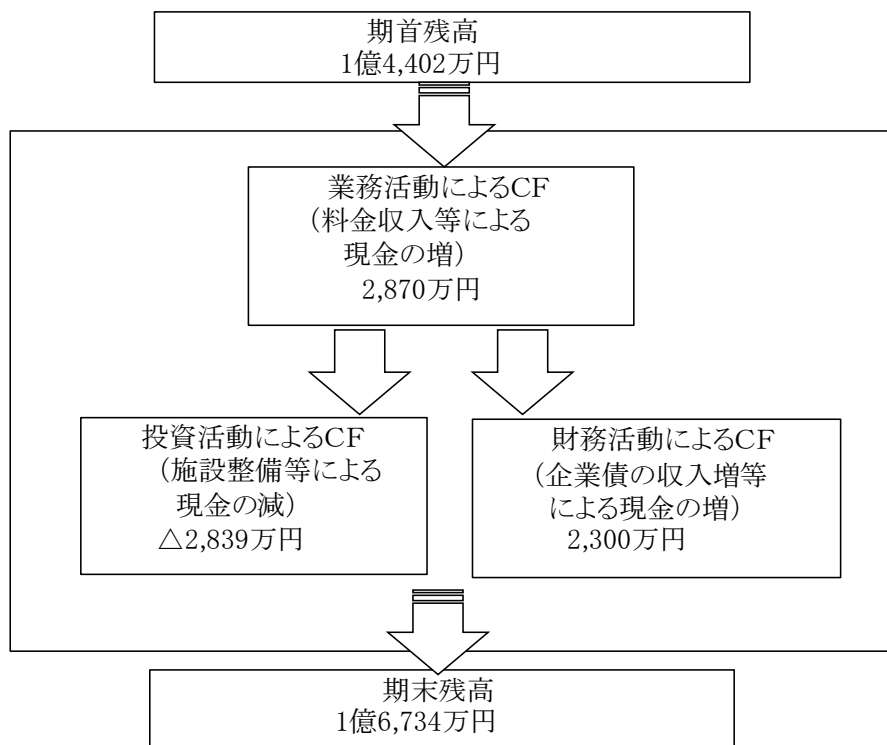 期首残高
1億4,402万円
業務活動によるCF
(料金収入等による
現金の増)
2,870万円
投資活動によるCF
(施設整備等による
現金の減)
△2,839万円
財務活動によるCF
(企業債の収入増等
による現金の増)
2,300万円
期末残高
1億6,734万円